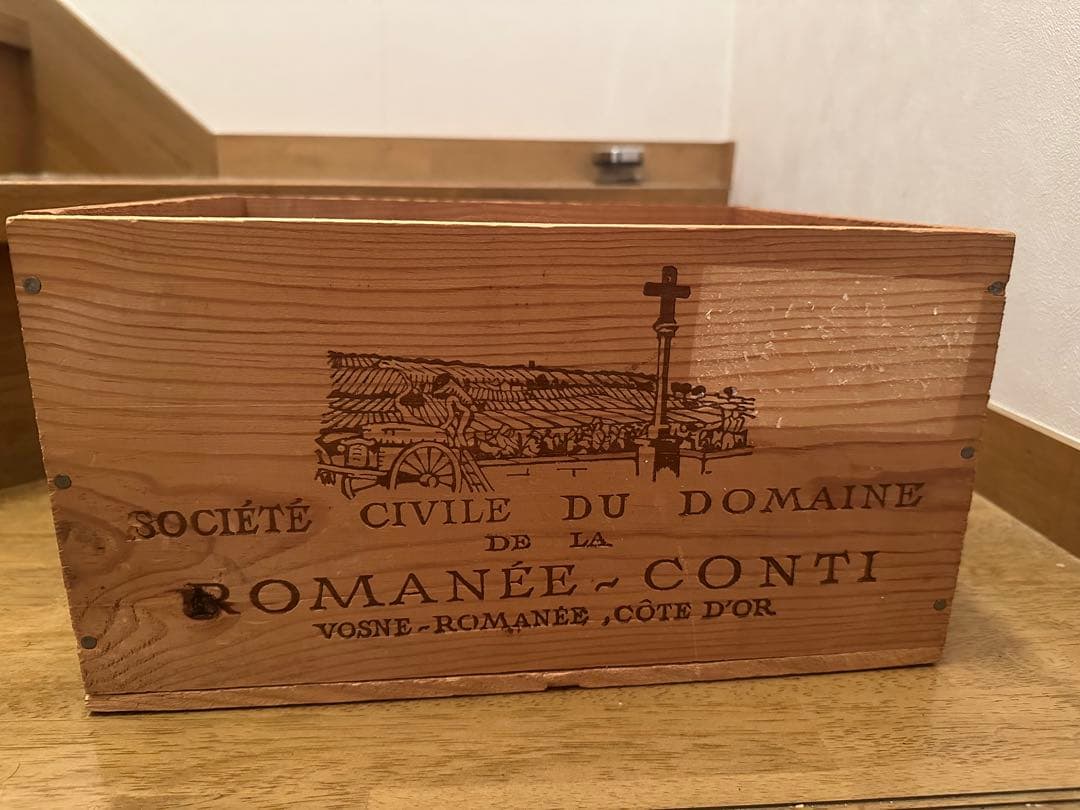 SOCIÉTÉ CIVILE DU DOMAINE
DE LA
ROMANÉE ~ CONTI
VOSNE-ROMANÉE , CÔTE D'OR